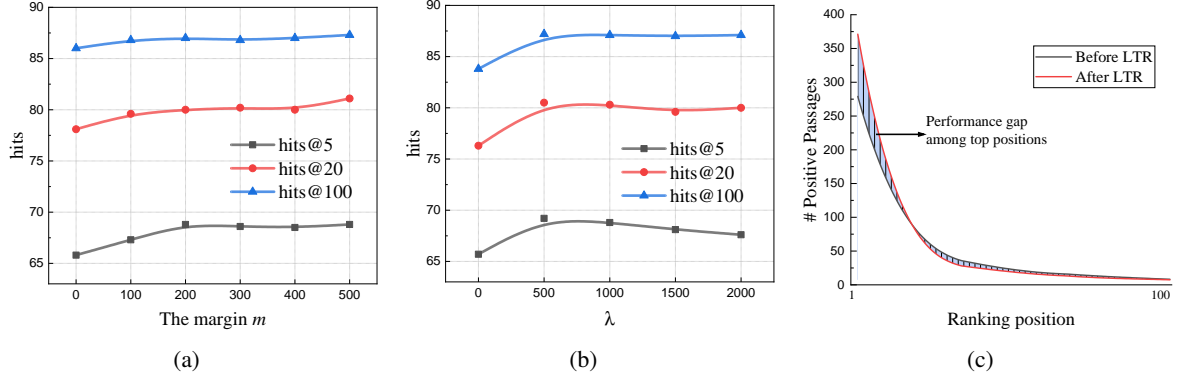 90
85
80
75
70
65
hits
hits@5
hits@20
hits@100
0 100 200 300 400 500
The margin m
(a)
90
85
80
75
70
65
hits
hits@5
hits@20
hits@100
0 500 1000 1500 2000
λ
(b)
400
350
300
250
200
150
100
50
0
# Positive Passages
Before LTR
After LTR
Performance gap
among top positions
1 100
Ranking position
(c)